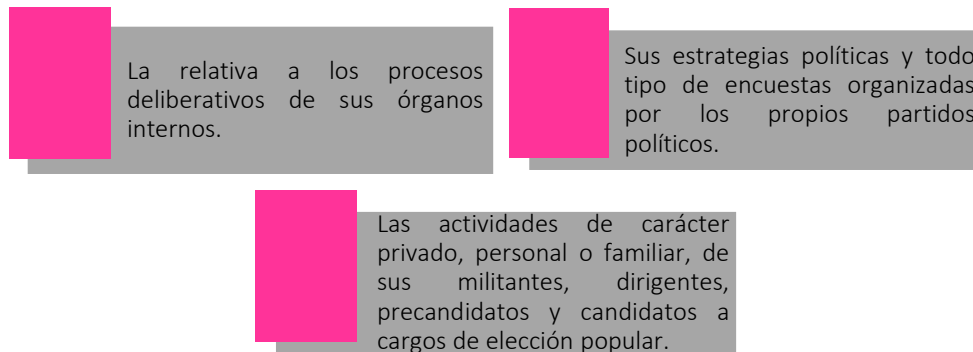 La relativa a los procesos
deliberativos de sus órganos
internos.
Sus estrategias políticas y todo
tipo de encuestas organizadas
por los propios partidos
políticos.
Las actividades de carácter
privado, personal o familiar, de
sus militantes, dirigentes,
precandidatos y candidatos a
cargos de elección popular.